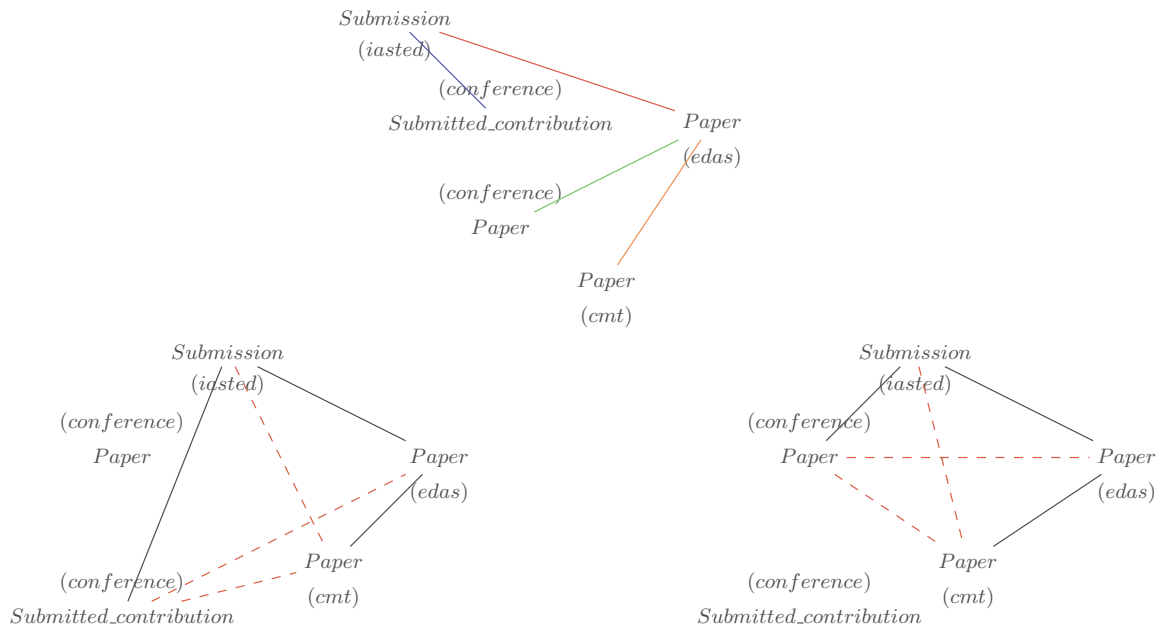 Submission
(iasted)
(conference)
Submitted_contribution
Paper
(edas)
(conference)
Paper
Paper
(cmt)
Submission
(iasted)
(conference)
Paper
Paper
(edas)
Paper
(cmt)
(conference)
Submitted_contribution
Submission
(iasted)
(conference)
Paper
Paper
(edas)
Paper
(cmt)
(conference)
Submitted_contribution